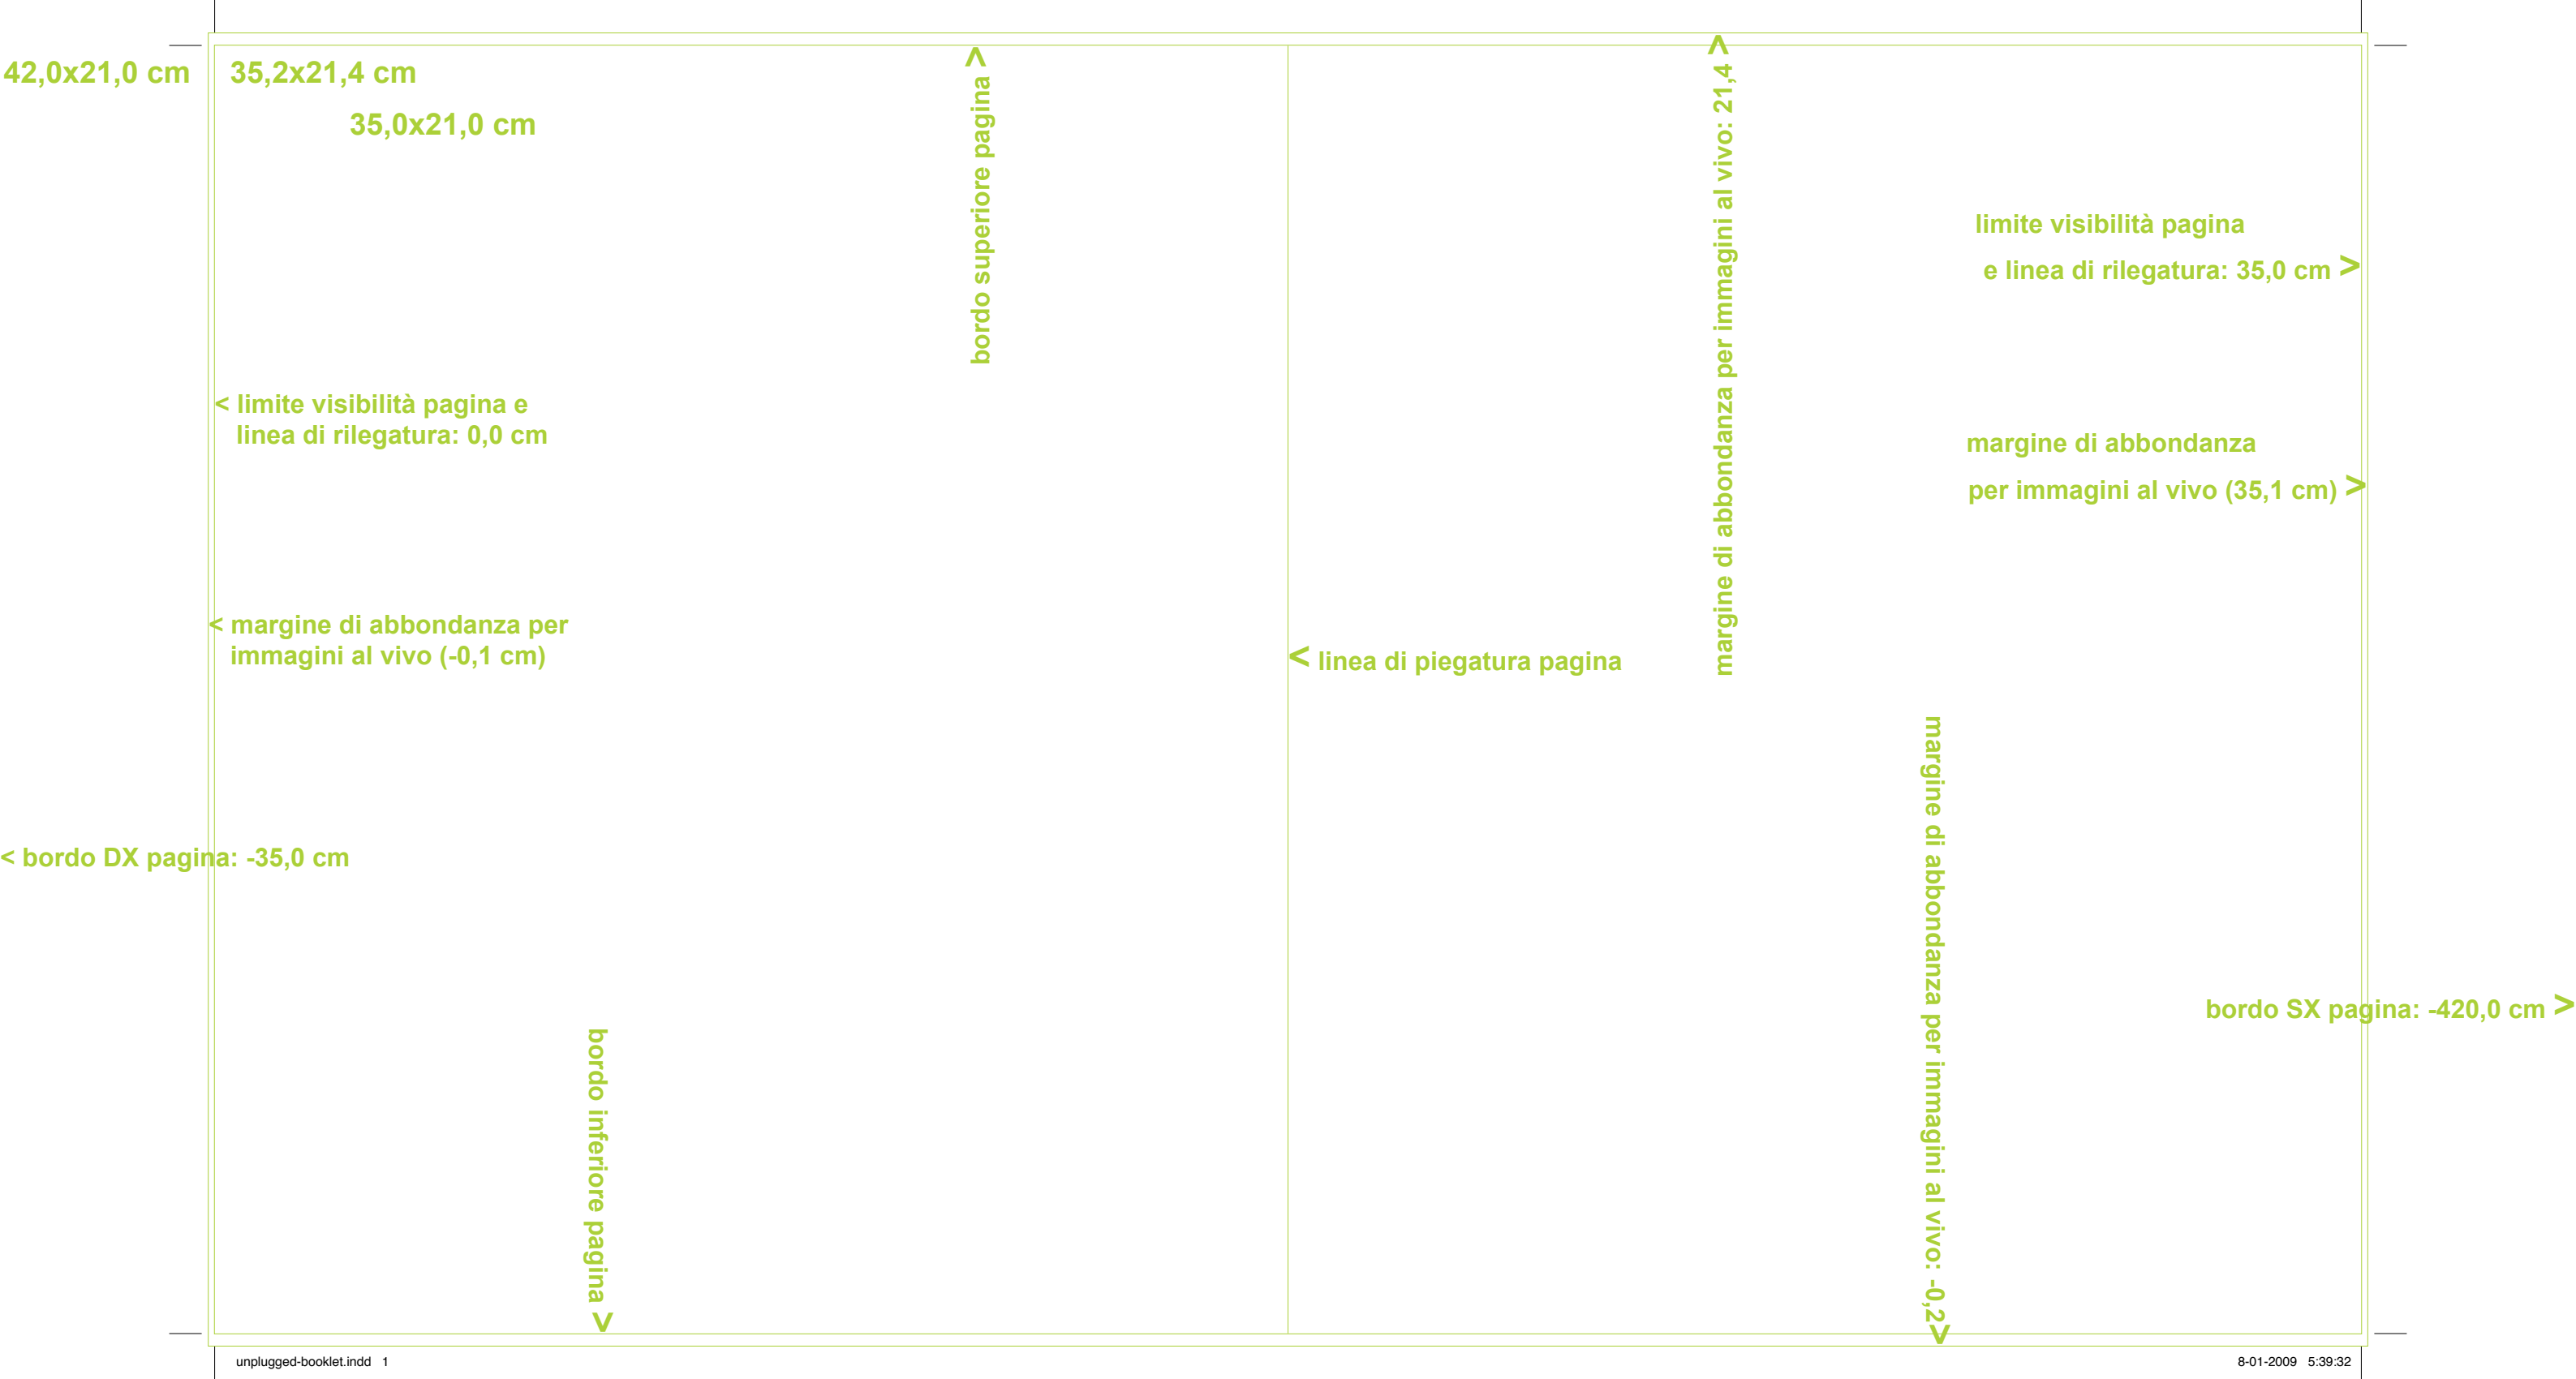 42,0x21,0 cm
35,2x21,4 cm
35,0x21,0 cm
bordo superiore pagina >
margine di abbondanza per immagini al vivo: 21,4 >
limite visibilità pagina
e linea di rilegatura: 35,0 cm >
< limite visibilità pagina e
linea di rilegatura: 0,0 cm
margine di abbondanza
per immagini al vivo (35,1 cm) >
< margine di abbondanza per
immagini al vivo (-0,1 cm)
< linea di piegatura pagina
margine di abbondanza per immagini al vivo: -0,2>
< bordo DX pagina: -35,0 cm
bordo SX pagina: -420,0 cm >
bordo inferiore pagina >
unplugged-booklet.indd 1
8-01-2009 5:39:32